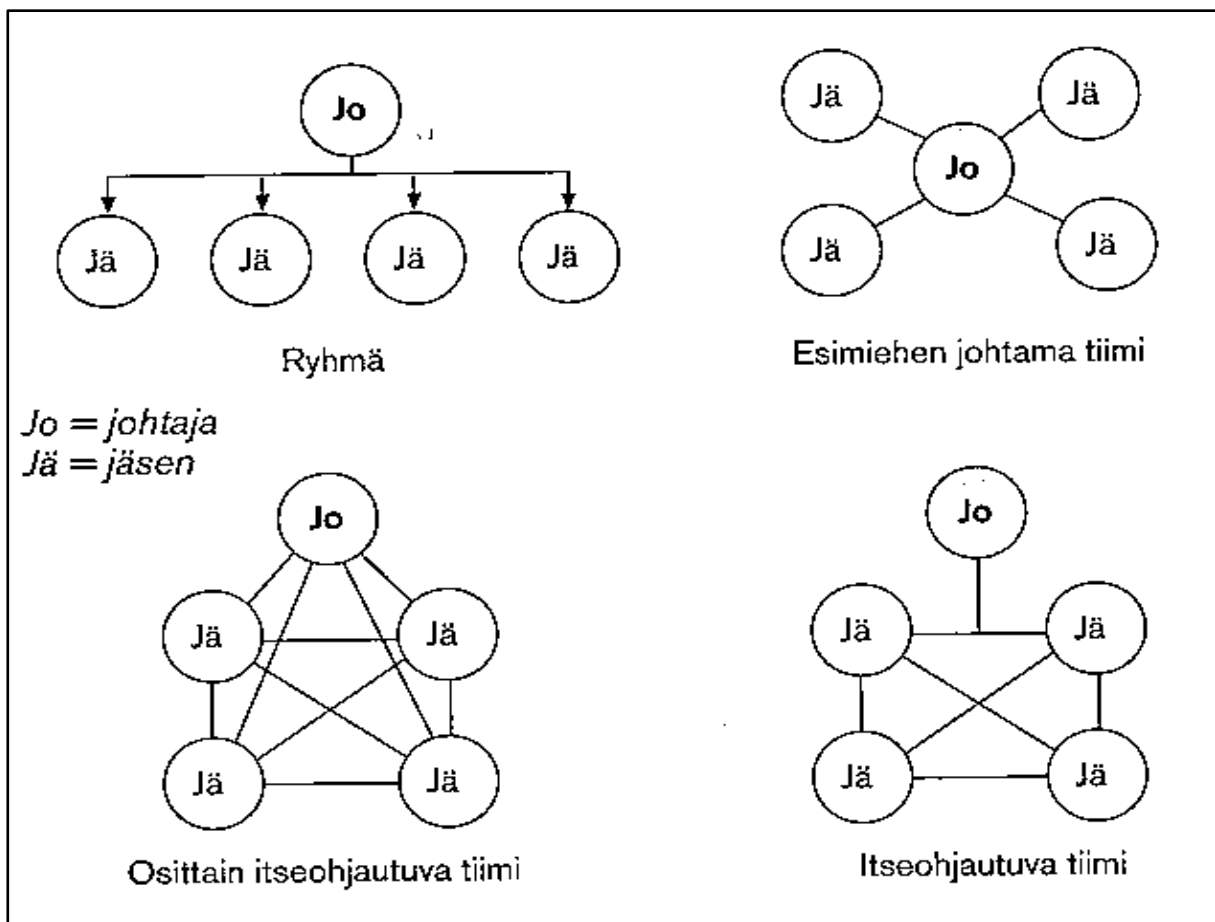 Jo
Jä Jä Jä Jä
Ryhmä
Jä Jä
Jo
Jä Jä
Esimiehen johtama tiimi
Jo = johtaja
Jä = jäsen
Jo
Jä Jä
Jä Jä
Osittain itseohjautuva tiimi
Jo
Jä Jä
Jä Jä
Itseohjautuva tiimi